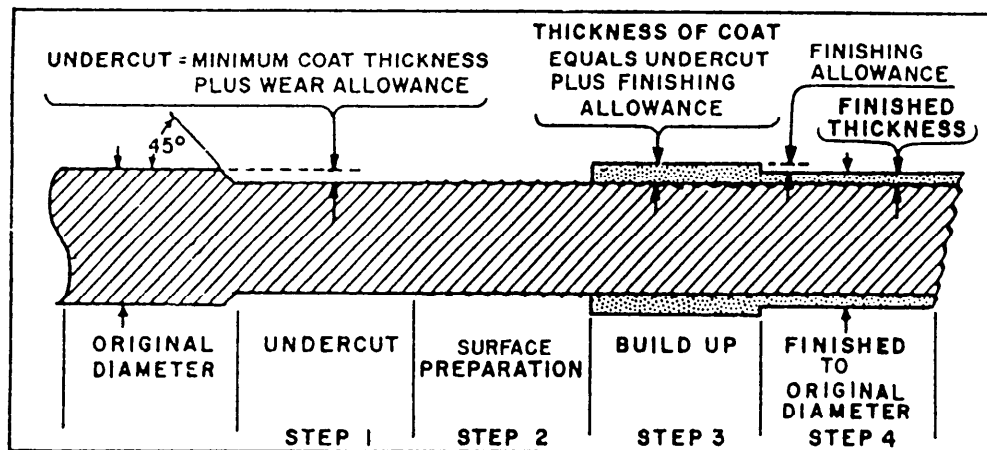 UNDERCUT = MINIMUM COAT THICKNESS
PLUS WEAR ALLOWANCE
THICKNESS OF COAT
EQUALS UNDERCUT
PLUS FINISHING
ALLOWANCE
FINISHING
ALLOWANCE
FINISHED
THICKNESS
45°
ORIGINAL
DIAMETER
UNDERCUT
SURFACE
PREPARATION
BUILD UP
FINISHED
TO
ORIGINAL
DIAMETER
STEP 1
STEP 2
STEP 3
STEP 4